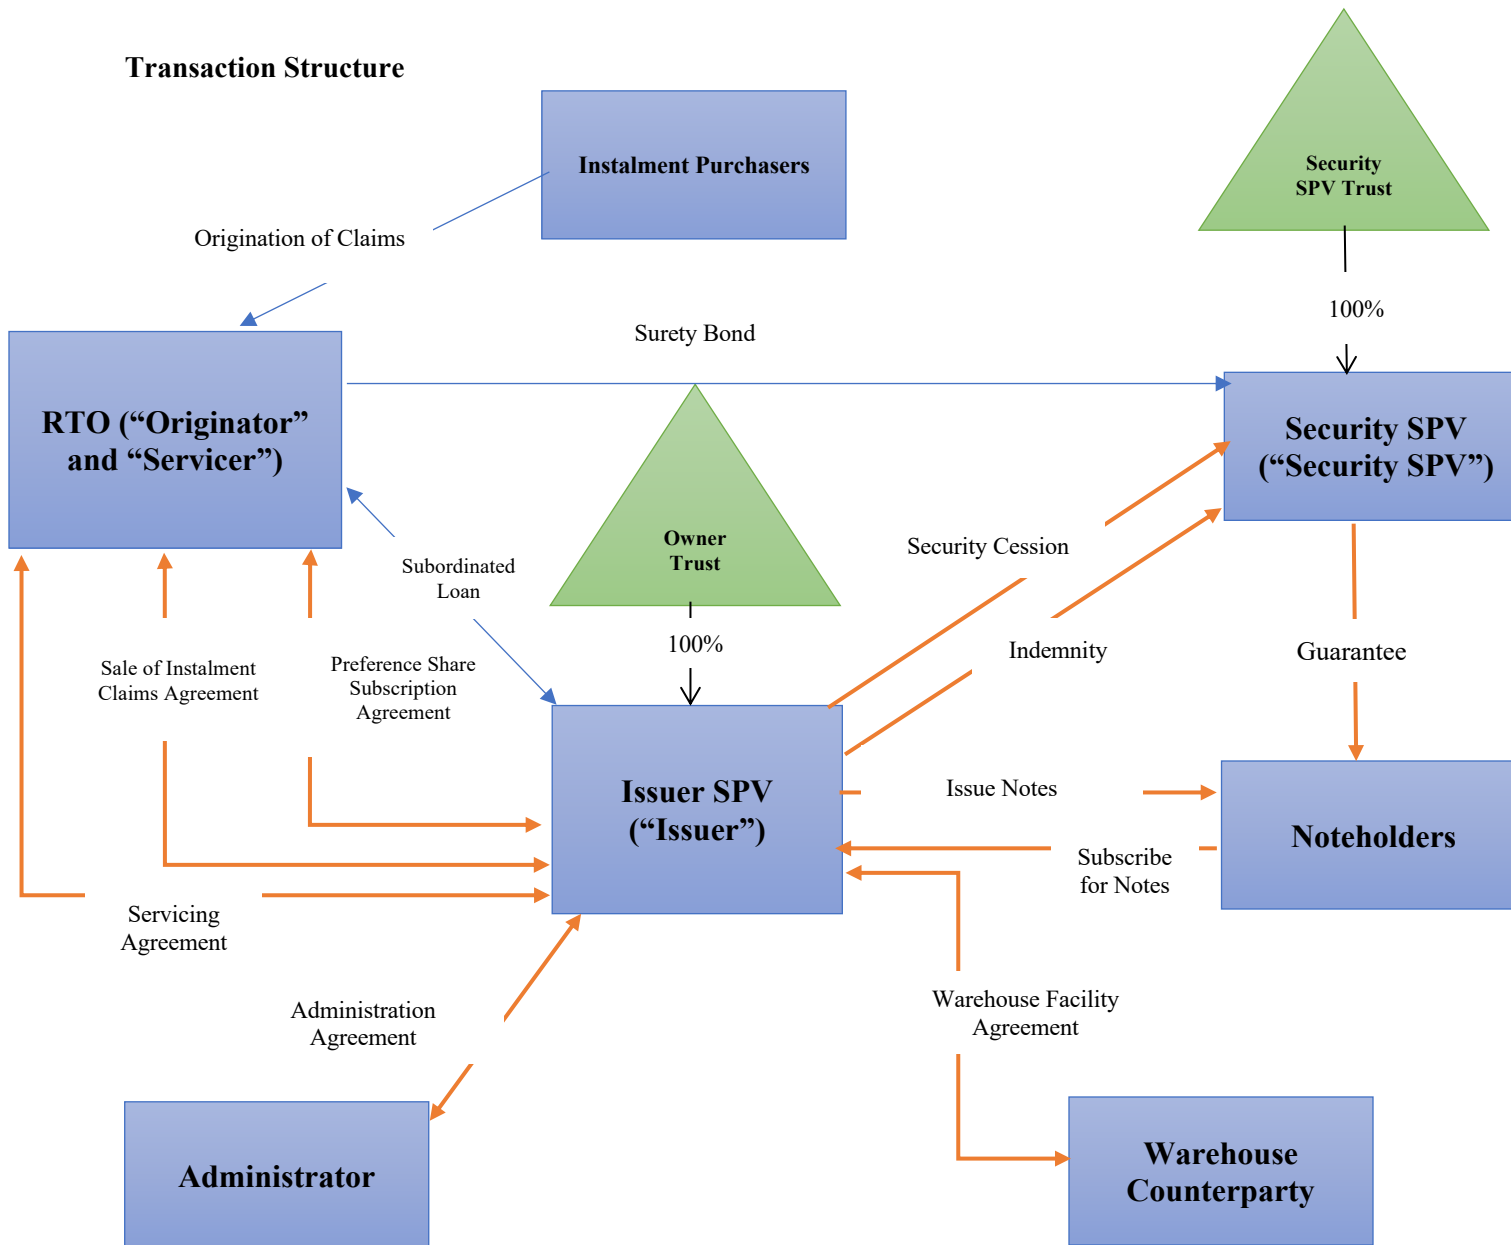 Transaction Structure
Instalment Purchasers
Security
SPV Trust
Origination of Claims
100%
Surety Bond
RTO (“Originator”
and “Servicer”)
Security SPV
(“Security SPV”)
Owner
Trust
Security Cession
Subordinated
Loan
100%
Indemnity
Guarantee
Sale of Instalment
Claims Agreement
Preference Share
Subscription
Agreement
Issuer SPV
(“Issuer”)
Issue Notes
Noteholders
Subscribe
for Notes
Servicing
Agreement
Administration
Agreement
Warehouse Facility
Agreement
Administrator
Warehouse
Counterparty